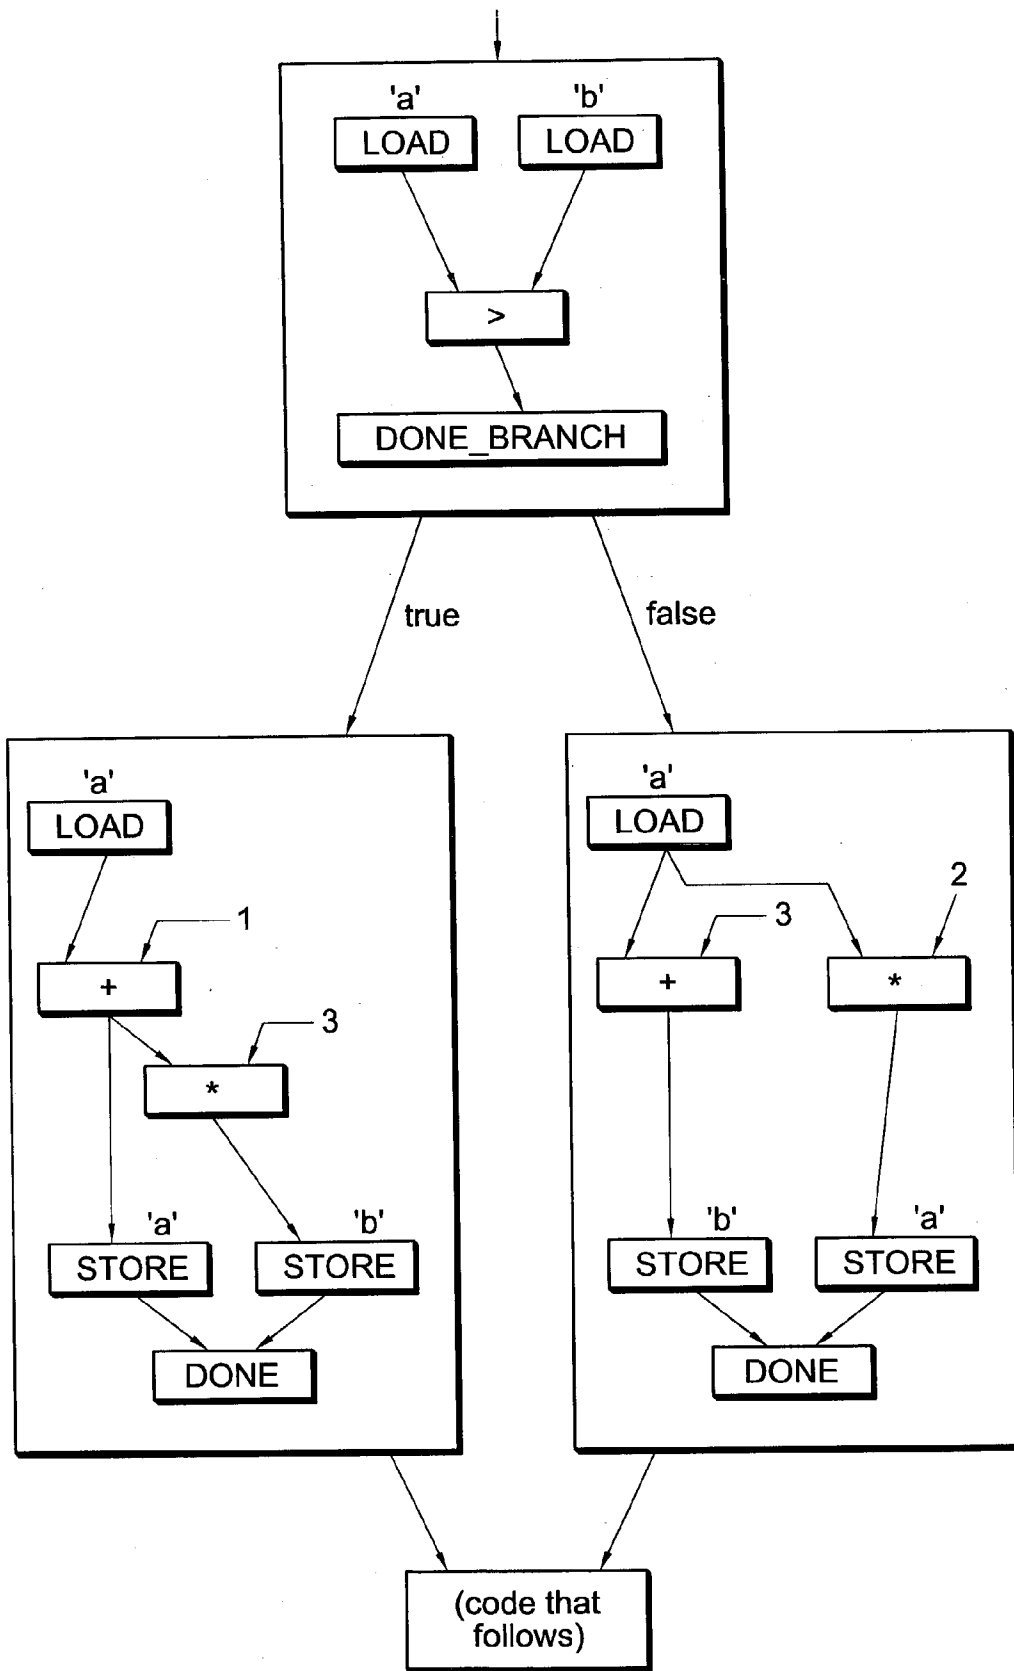 'a' 'b'
LOAD LOAD
>
DONE_BRANCH
true false
'a'
LOAD
1
+
3
*
'a' 'b'
STORE STORE
DONE
'a'
LOAD
2
3
+ *
'b' 'a'
STORE STORE
DONE
(code that
follows)